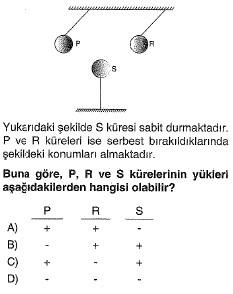 P
R
S
Yukarıdaki şekilde S küresi sabit durmaktadır.
P ve R küreleri ise serbest bırakıldıklarında
şekildeki konumları almaktadır.
Buna göre, P, R ve S kürelerinin yükleri
aşağıdakilerden hangisi olabilir?
P R S
A) + + -
B) - + +
C) + - +
D) - - -